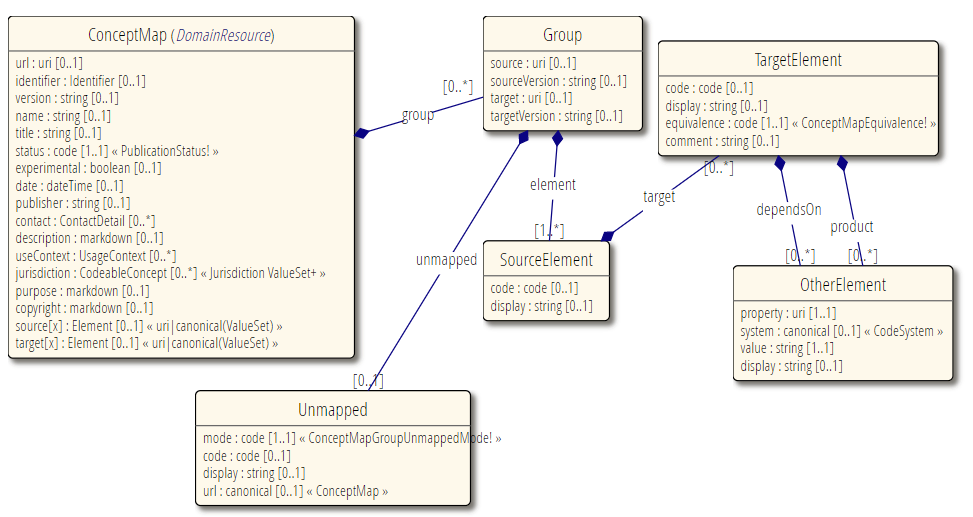 ConceptMap (DomainResource)
url : uri [0..1]
identifier : Identifier [0..1]
version : string [0..1]
name : string [0..1]
title : string [0..1]
status : code [1..1] « PublicationStatus! »
experimental : boolean [0..1]
date : dateTime [0..1]
publisher : string [0..1]
contact : ContactDetail [0..*]
description : markdown [0..1]
useContext : UsageContext [0..*]
jurisdiction : CodeableConcept [0..*] « Jurisdiction ValueSet+ »
purpose : markdown [0..1]
copyright : markdown [0..1]
source[x] : Element [0..1] « uri|canonical(ValueSet) »
target[x] : Element [0..1] « uri|canonical(ValueSet) »
[0..*]
group
Group
source : uri [0..1]
sourceVersion : string [0..1]
target : uri [0..1]
targetVersion : string [0..1]
TargetElement
code : code [0..1]
display : string [0..1]
equivalence : code [1..1] « ConceptMapEquivalence! »
comment : string [0..1]
[0..*]
element
target
dependsOn
product
[1..*]
unmapped
[0..*]
[0..*]
SourceElement
code : code [0..1]
display : string [0..1]
OtherElement
property : uri [1..1]
system : canonical [0..1] « CodeSystem »
value : string [1..1]
display : string [0..1]
[0..1]
Unmapped
mode : code [1..1] « ConceptMapGroupUnmappedMode! »
code : code [0..1]
display : string [0..1]
url : canonical [0..1] « ConceptMap »